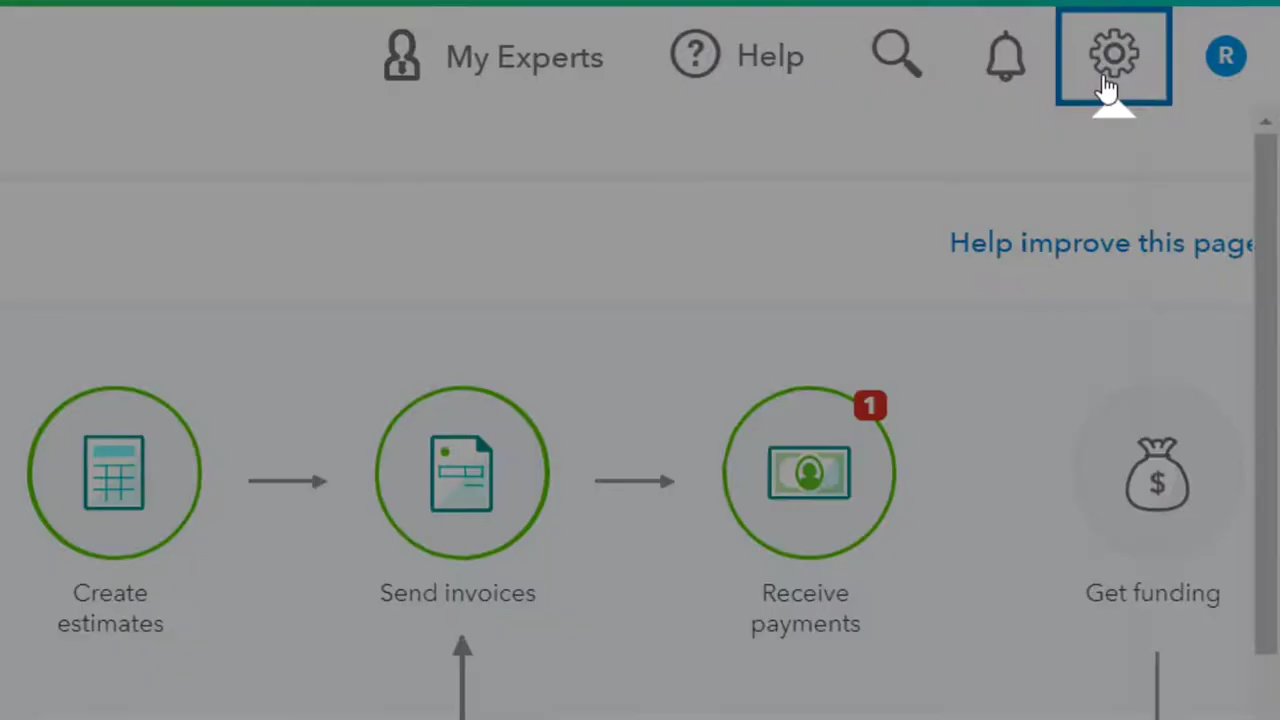 My Experts
? Help
R
Help improve this page
1
$
Create
estimates
Send invoices
Receive
payments
Get funding